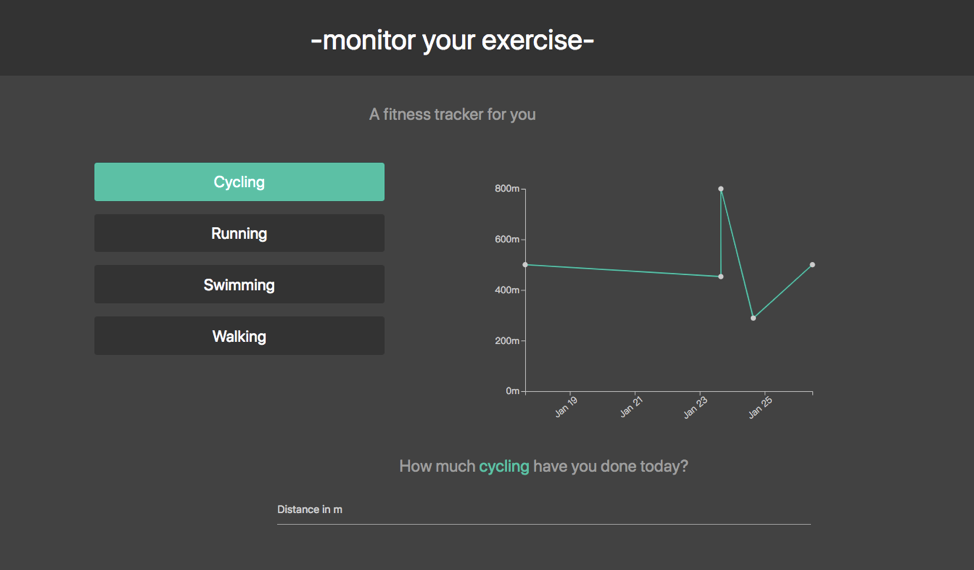 -monitor your exercise-
A fitness tracker for you
Cycling
Running
Swimming
Walking
800m
600m
400m
200m
0m
Jan 19
Jan 21
Jan 23
Jan 25
How much cycling have you done today?
Distance in m